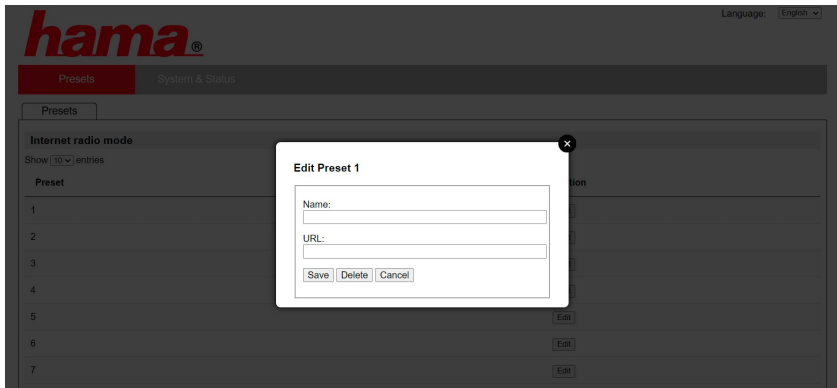 Language: English
hama®
Presets System & Status
Presets
Internet radio mode
Show 10 entries
Preset
Edit Preset 1
Name:
URL:
Save Delete Cancel
1
2
3
4
5 Edit
6 Edit
7 Edit